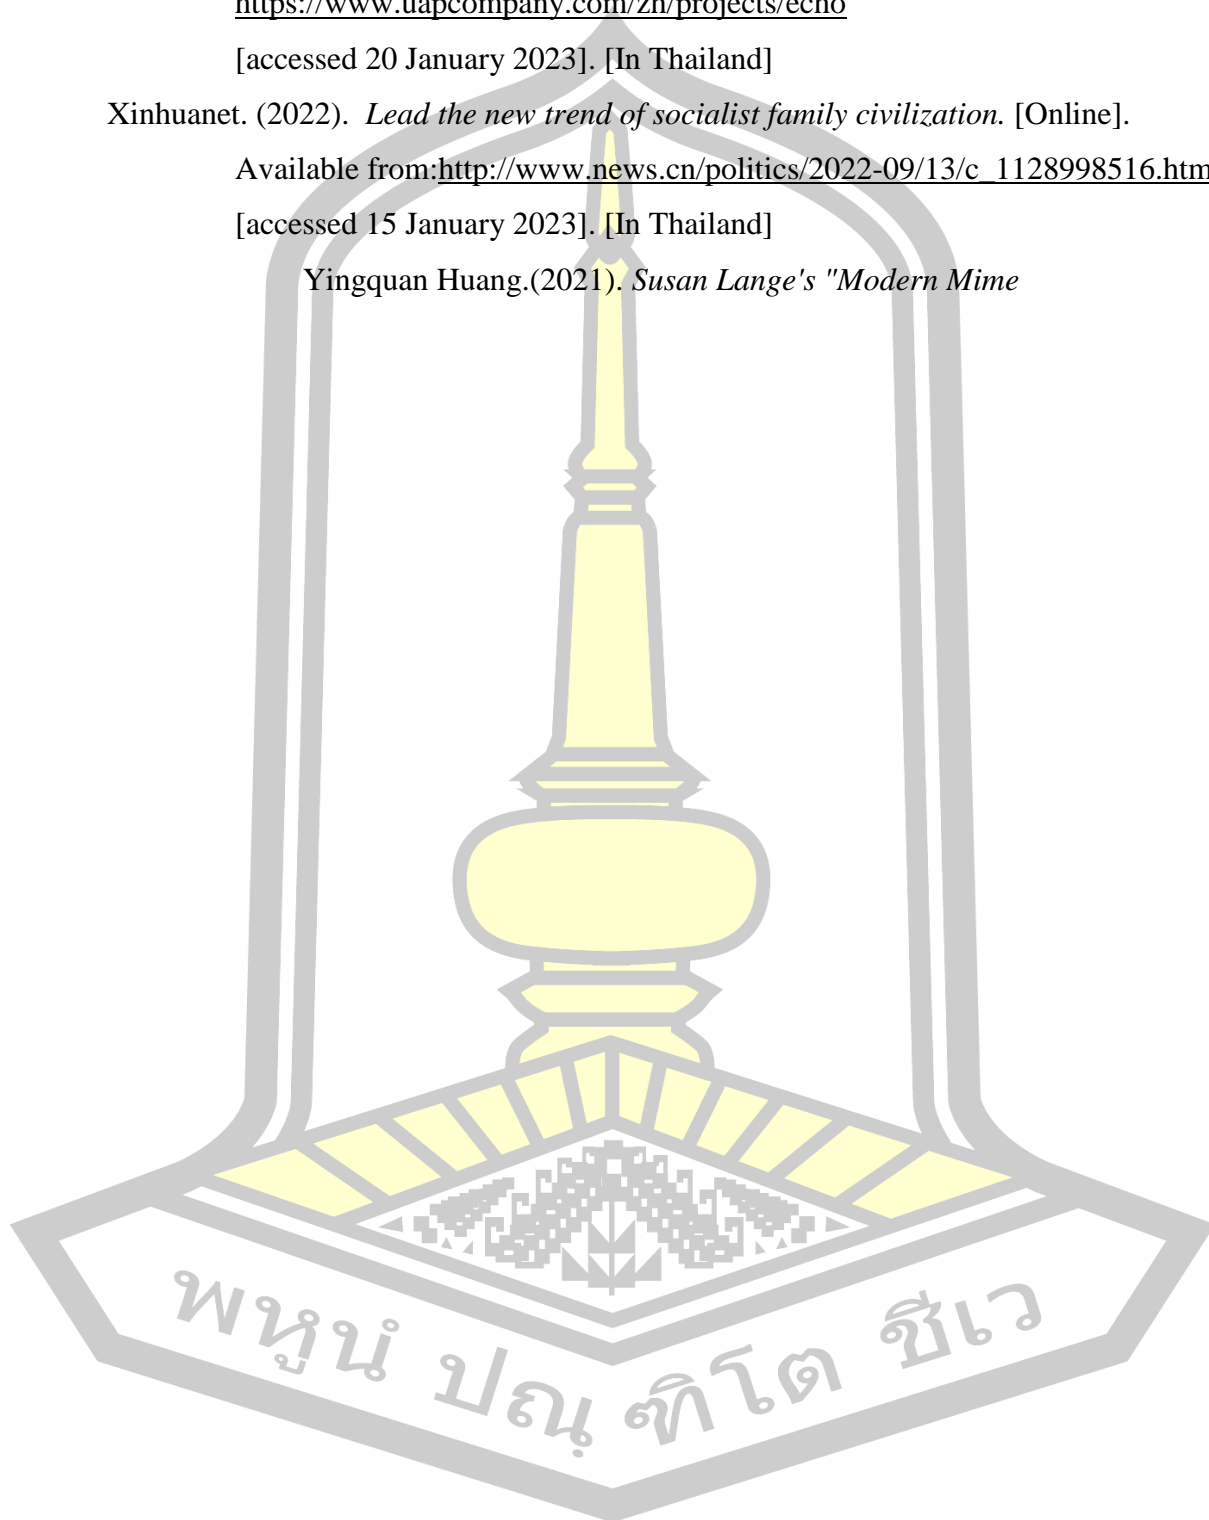 https://www.uapcompany.com/zh/projects/echo
[accessed 20 January 2023]. [In Thailand]
Xinhuanet. (2022). Lead the new trend of socialist family civilization. [Online].
Available from:http://www.news.cn/politics/2022-09/13/c_1128998516.htm
[accessed 15 January 2023]. [In Thailand]
Yingquan Huang.(2021). Susan Lange's "Modern Mime
พหูนํ ปณฺฑิโต ชีเว